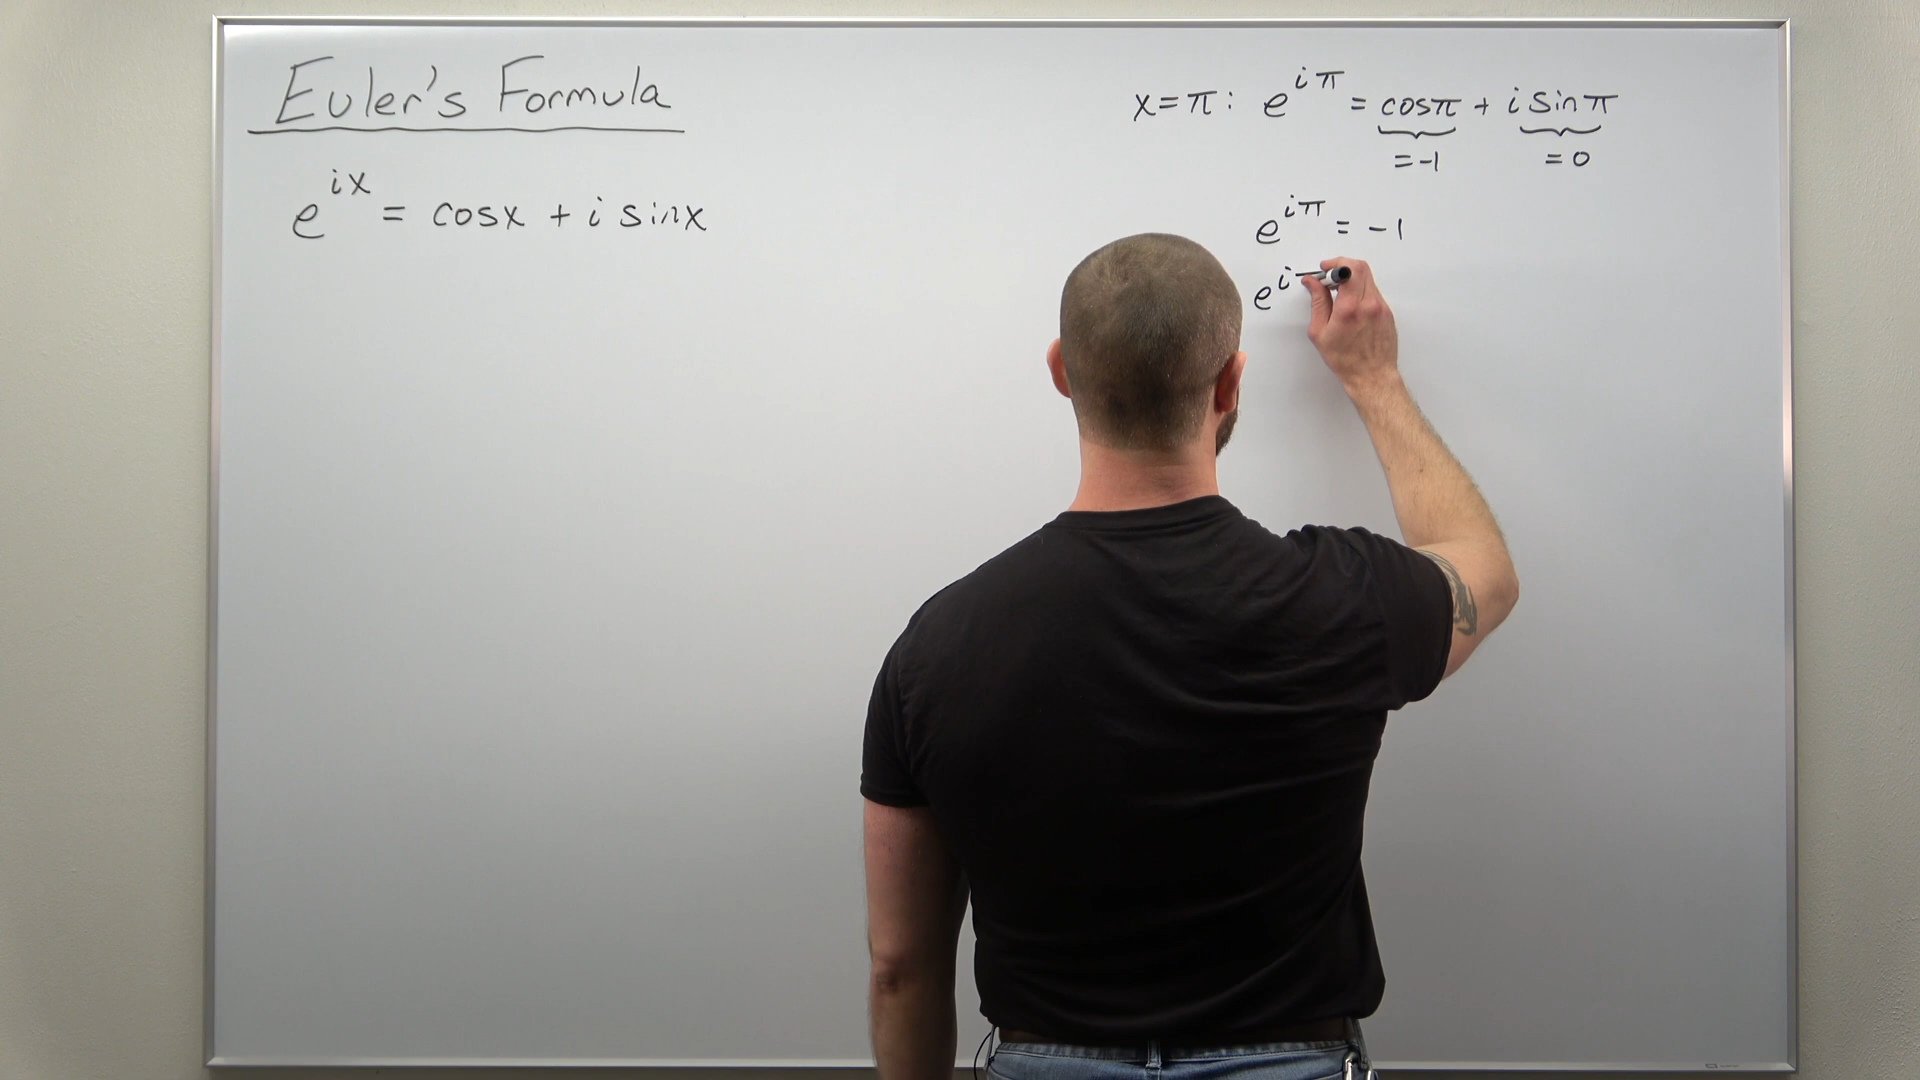 Euler's Formula
e^{ix} = cosx + i sinx
x=π: e^{iπ} = cosπ + i sinπ
=-1 =0
e^{iπ} = -1
e^{i